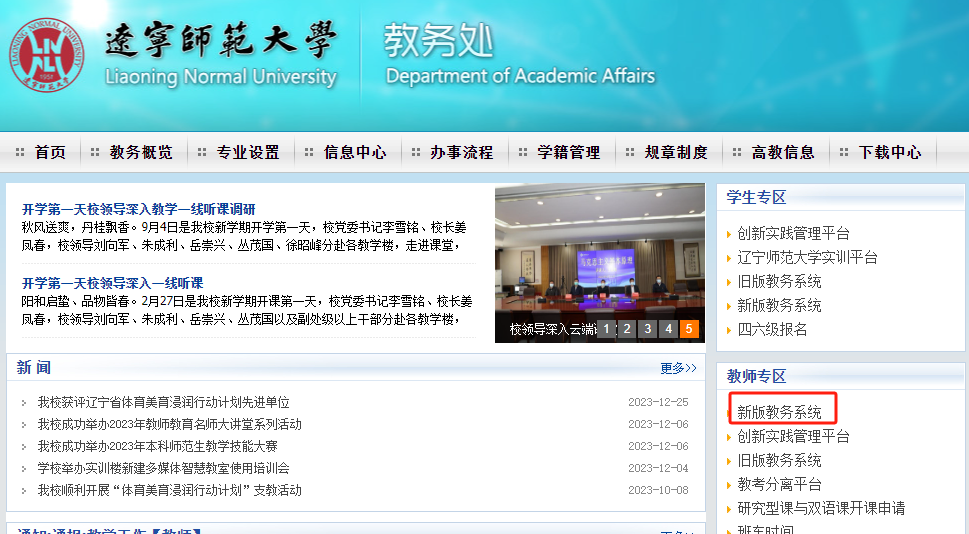 遼寧師範大學
Liaoning Normal University
教务处
Department of Academic Affairs
LIAONING NORMAL UNIVERSITY
1951
首页
教务概览
专业设置
信息中心
办事流程
学籍管理
规章制度
高教信息
下载中心
开学第一天校领导深入教学一线听课调研
秋风送爽，丹桂飘香。9月4日是我校新学期开学第一天，校党委书记李雪铭、校长姜
凤春，校领导刘向军、朱成利、岳崇兴、丛茂国、徐昭峰分赴各教学楼，走进课堂，
开学第一天校领导深入一线听课
阳和启蛰、品物皆春。2月27日是我校新学期开课第一天，校党委书记李雪铭、校长姜
凤春，校领导刘向军、朱成利、岳崇兴、丛茂国以及副处级以上干部分赴各教学楼，
校领导深入云端
1 2 3 4 5
新 闻
更多>>
我校获评辽宁省体育美育浸润行动计划先进单位 2023-12-25
我校成功举办2023年教师教育名师大讲堂系列活动 2023-12-06
我校成功举办2023年本科师范生教学技能大赛 2023-12-06
学校举办实训楼新建多媒体智慧教室使用培训会 2023-12-04
我校顺利开展“体育美育浸润行动计划”支教活动 2023-10-08
学生专区
创新实践管理平台
辽宁师范大学实训平台
旧版教务系统
新版教务系统
四六级报名
教师专区
新版教务系统
创新实践管理平台
旧版教务系统
教考分离平台
研究型课与双语课开课申请
班车时间